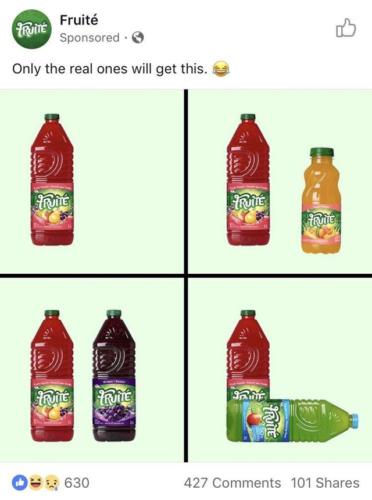 FRUITÉ
Fruité
Sponsored ·
Only the real ones will get this. 😂
FRUITÉ
FRUITÉ
FRUITÉ
FRUITÉ
FRUITÉ
FRUITÉ
FRUITÉ
630
427 Comments 101 Shares